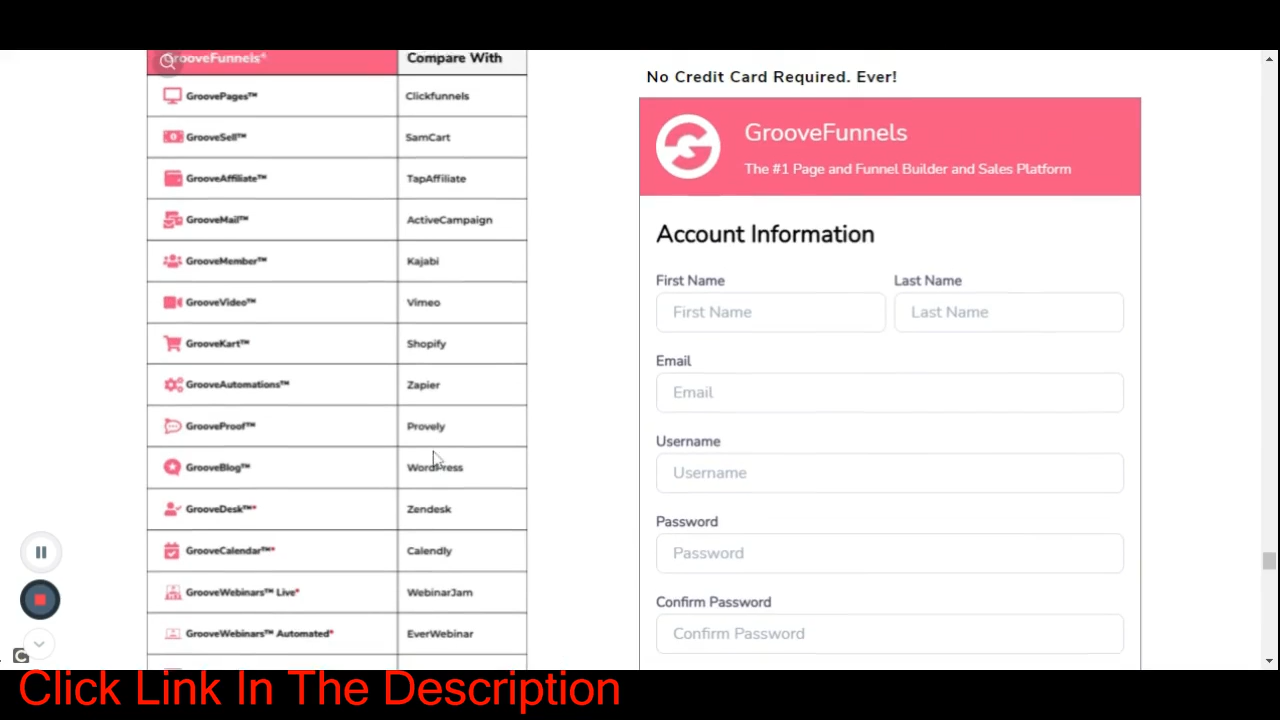 GrooveFunnels* Compare With
GroovePages™ Clickfunnels
GrooveSell™ SamCart
GrooveAffiliate™ TapAffiliate
GrooveMail™ ActiveCampaign
GrooveMember™ Kajabi
GrooveVideo™ Vimeo
GrooveKart™ Shopify
GrooveAutomations™ Zapier
GrooveProof™ Provely
GrooveBlog™ WordPress
GrooveDesk™* Zendesk
GrooveCalendar™* Calendly
GrooveWebinars™ Live* WebinarJam
GrooveWebinars™ Automated* EverWebinar
No Credit Card Required. Ever!
GrooveFunnels
The #1 Page and Funnel Builder and Sales Platform
Account Information
First Name Last Name
First Name Last Name
Email
Email
Username
Username
Password
Password
Confirm Password
Confirm Password
Click Link In The Description